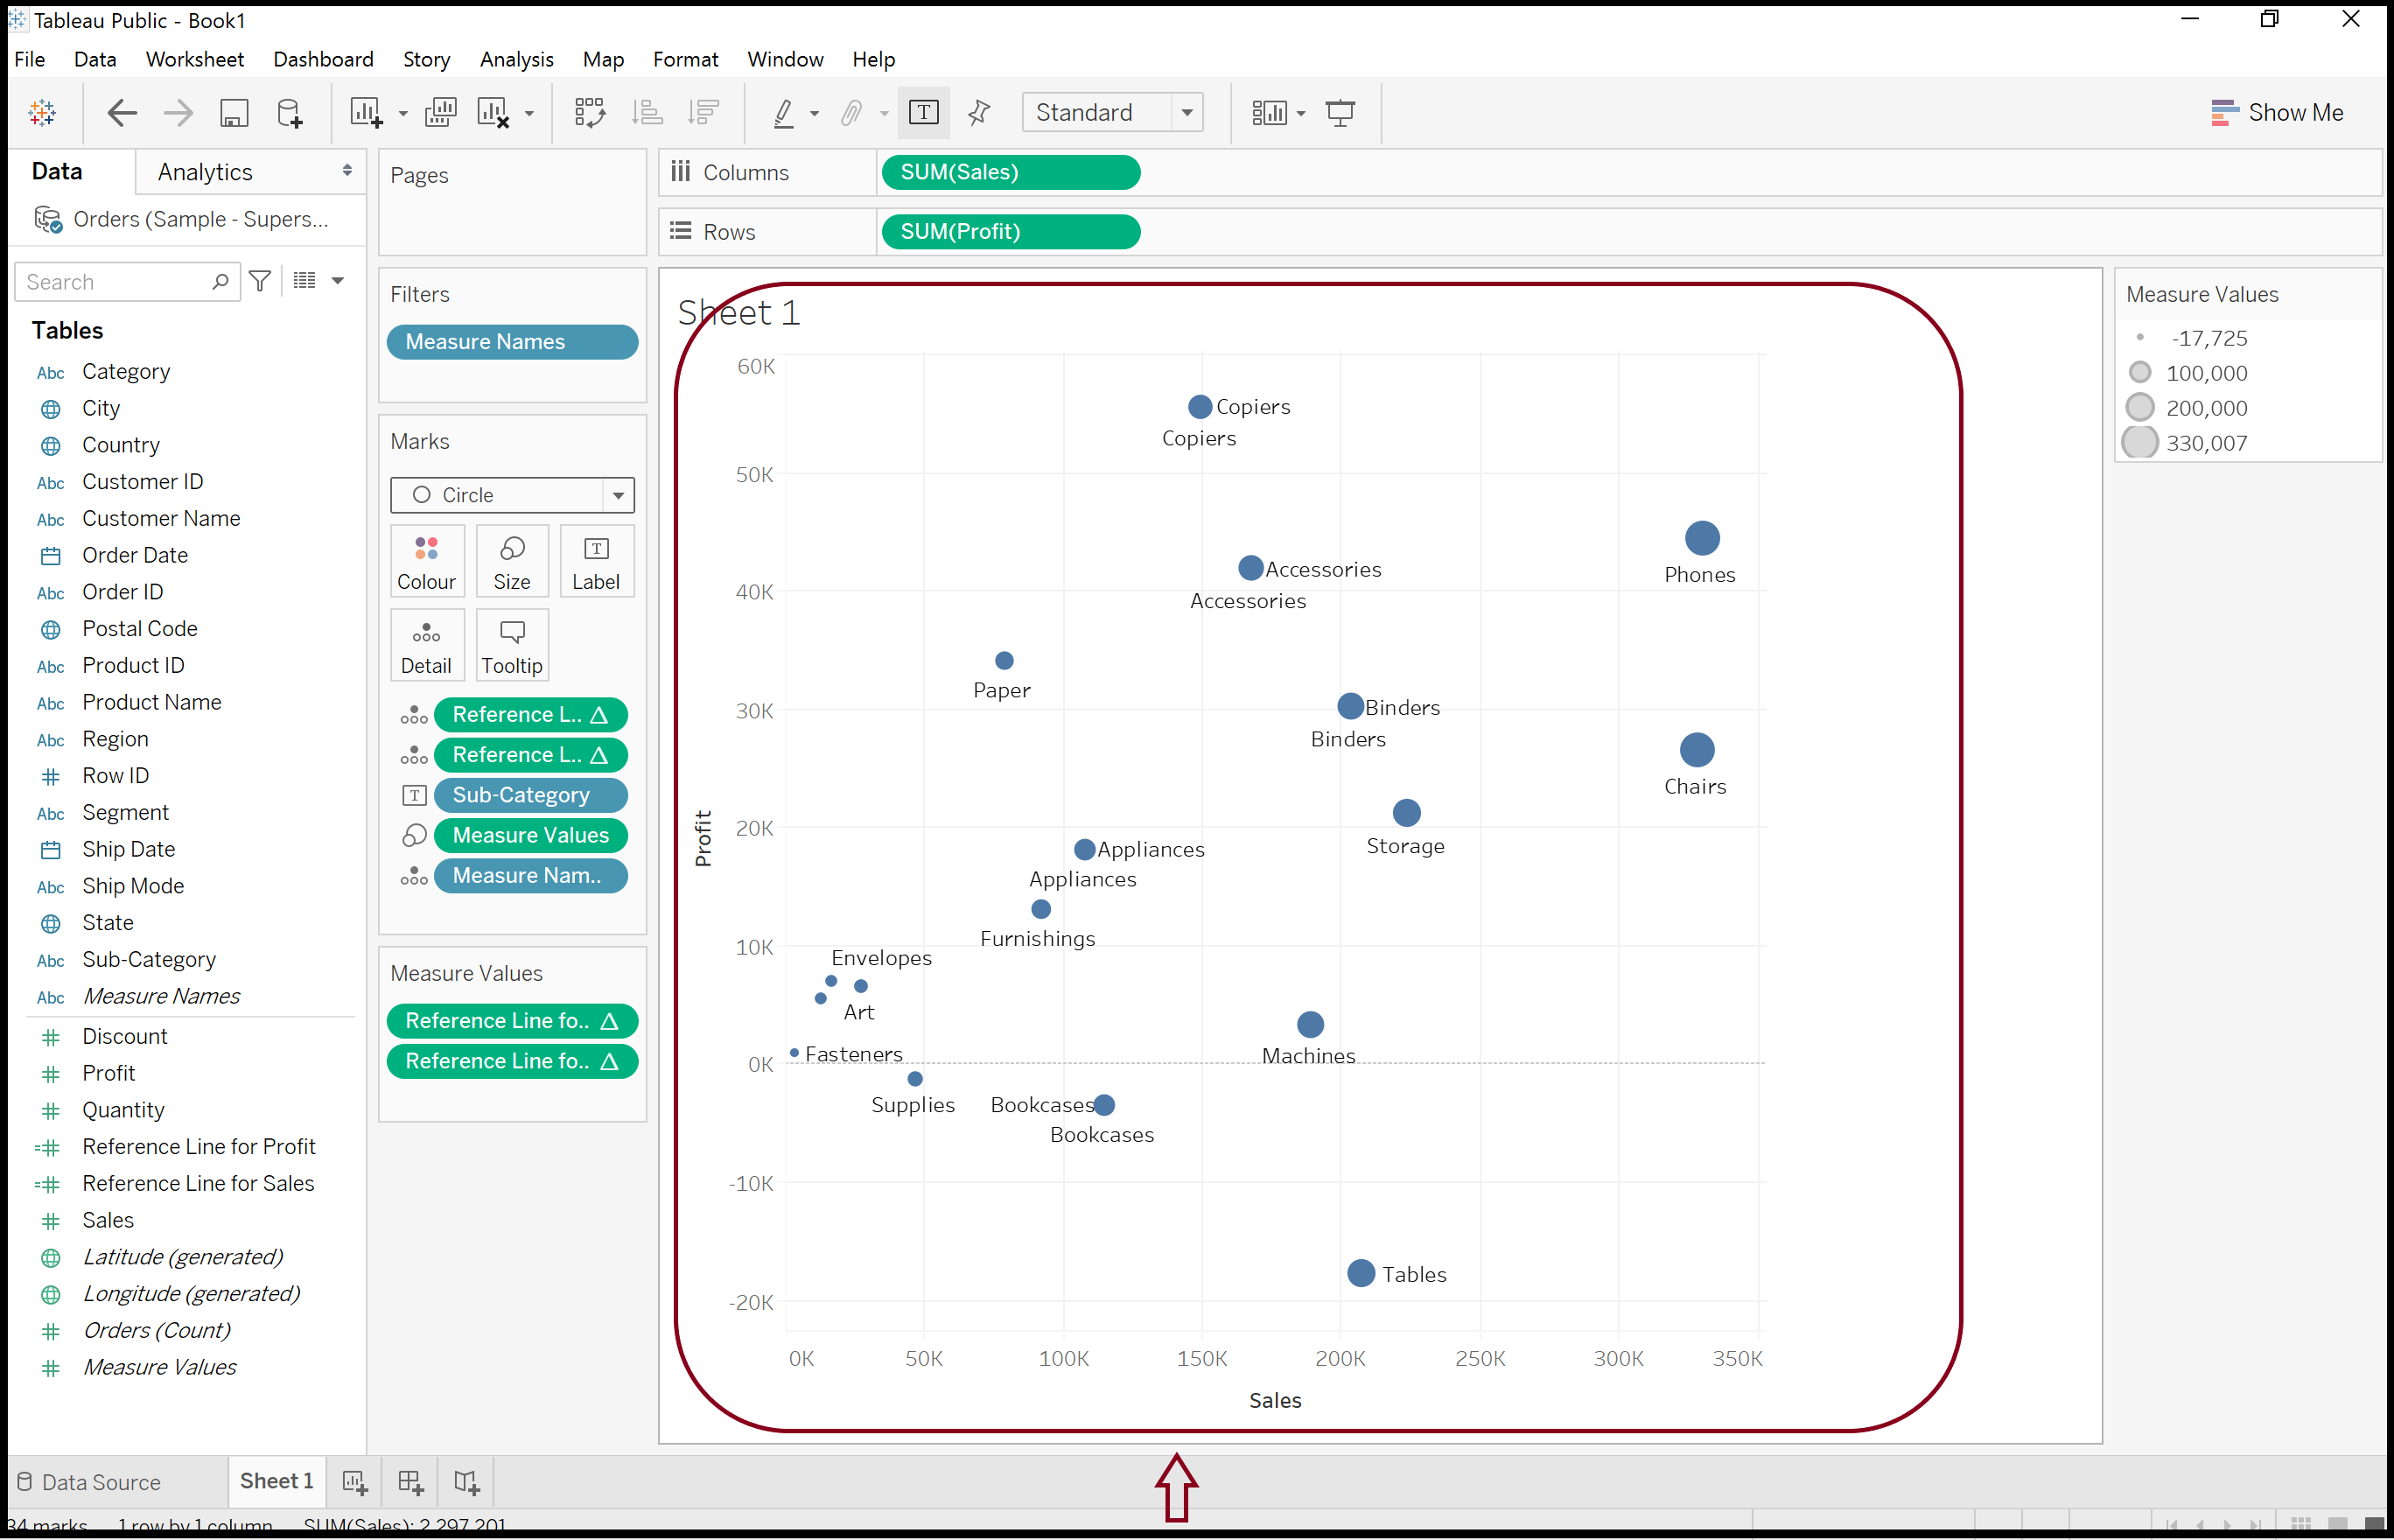 Tableau Public - Book1
File Data Worksheet Dashboard Story Analysis Map Format Window Help
Standard
Show Me
Data Analytics
Orders (Sample - Supers...
Search
Tables
Abc Category
City
Country
Abc Customer ID
Abc Customer Name
Order Date
Abc Order ID
Postal Code
Abc Product ID
Abc Product Name
Abc Region
Row ID
Abc Segment
Ship Date
Abc Ship Mode
State
Abc Sub-Category
Abc Measure Names
Discount
Profit
Quantity
Reference Line for Profit
Reference Line for Sales
Sales
Latitude (generated)
Longitude (generated)
Orders (Count)
Measure Values
Pages
Filters
Measure Names
Marks
Circle
Colour Size Label
Detail Tooltip
Reference L.. Δ
Reference L.. Δ
Sub-Category
Measure Values
Measure Nam..
Measure Values
Reference Line fo.. Δ
Reference Line fo.. Δ
Columns SUM(Sales)
Rows SUM(Profit)
Sheet 1
60K
50K
40K
30K
20K
10K
0K
-10K
-20K
Profit
Copiers
Copiers
Phones
Accessories
Accessories
Paper
Binders
Binders
Chairs
Storage
Appliances
Appliances
Furnishings
Envelopes
Art
Fasteners
Machines
Supplies
Bookcases
Bookcases
Tables
0K 50K 100K 150K 200K 250K 300K 350K
Sales
Measure Values
-17,725
100,000
200,000
330,007
Data Source Sheet 1
34 marks 1 row by 1 column SUM(Sales): 2,297,201